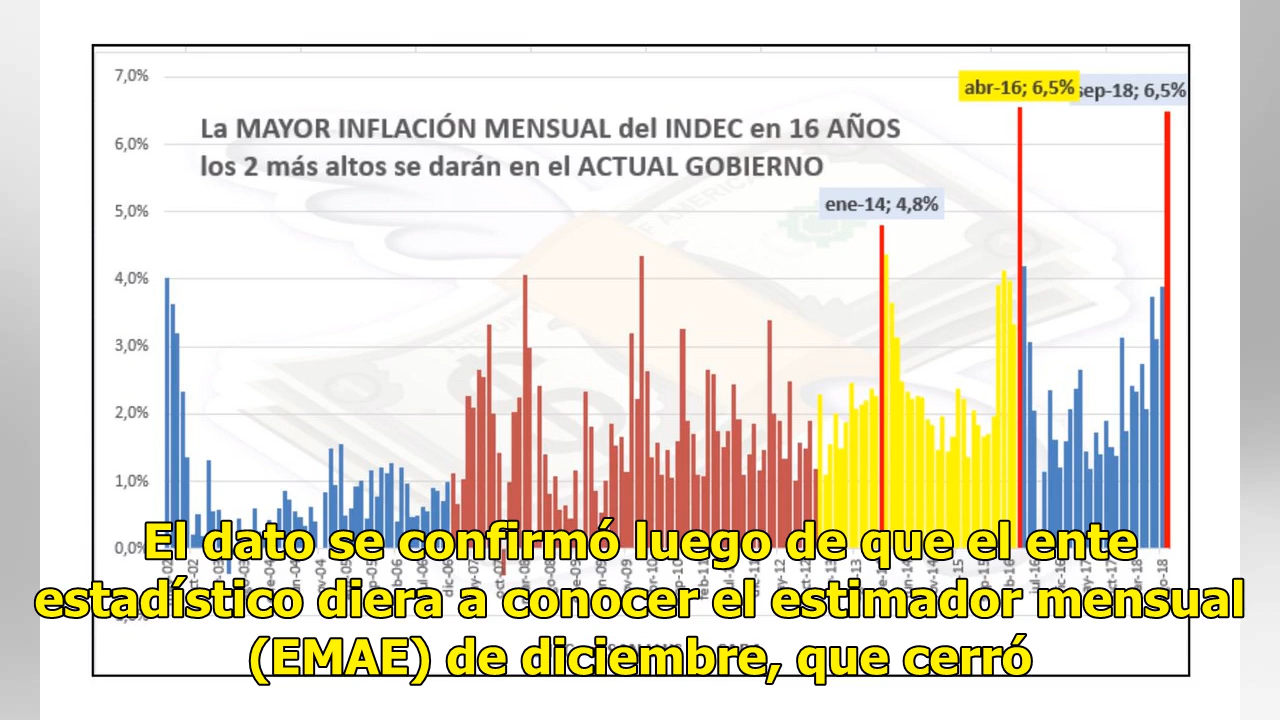 7,0%
abr-16; 6,5%
sep-18; 6,5%
La MAYOR INFLACIÓN MENSUAL del INDEC en 16 AÑOS
6,0%
los 2 más altos se darán en el ACTUAL GOBIERNO
5,0%
ene-14; 4,8%
4,0%
3,0%
2,0%
1,0%
0,0%
El dato se confirmó luego de que el ente
estadístico diera a conocer el estimador mensual
(EMAE) de diciembre, que cerró